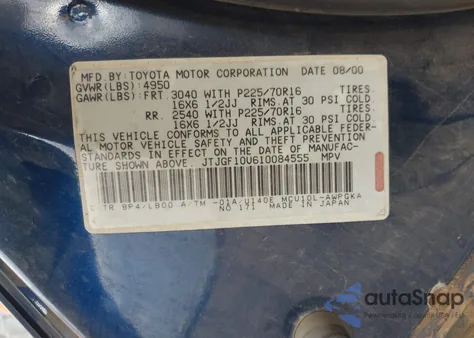 MFD.BY: TOYOTA MOTOR CORPORATION DATE 08/00
GVWR(LBS):4950
GAWR(LBS): FRT. 3040 WITH P225/70R16 TIRES.
16X6 1/2JJ RIMS.AT 30 PSI COLD.
RR. 2540 WITH P225/70R16 TIRES.
16X6 1/2JJ RIMS.AT 30 PSI COLD.
THIS VEHICLE CONFORMS TO ALL APPLICABLE FEDER-
AL MOTOR VEHICLE SAFETY AND THEFT PREVENTION
STANDARDS IN EFFECT ON THE DATE OF MANUFAC-
TURE SHOWN ABOVE. JTJGF10U610084555 MPV
C TR 8P4/LB00 A/TM -01A/U140E MCU10L-AWPGKA
NO 171 MADE IN JAPAN
autoSnap